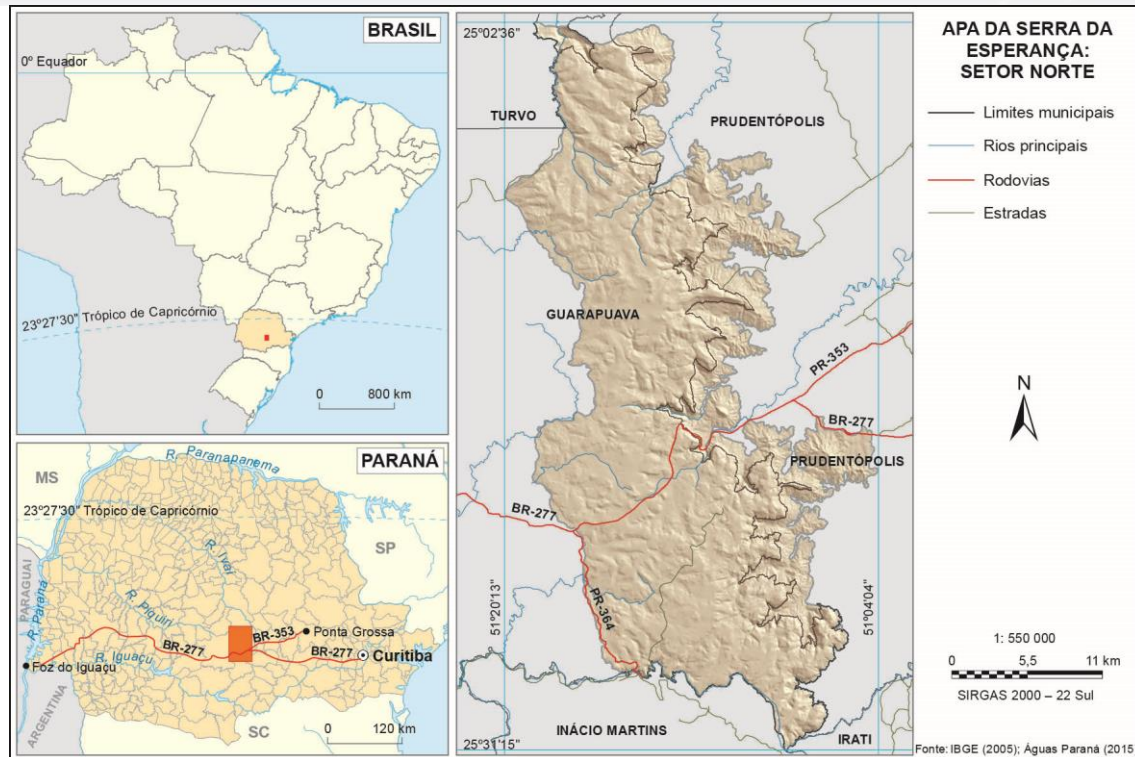 BRASIL
0º Equador
23º27'30" Trópico de Capricórnio
0 800 km
PARANÁ
MS
R. Paranapanema
23º27'30" Trópico de Capricórnio
SP
R. Ivaí
PARAGUAI
R. Paraná
R. Piquiri
BR-353
Ponta Grossa
BR-277
BR-277
Curitiba
Foz do Iguaçu
R. Iguaçu
ARGENTINA
SC
0 120 km
25º02'36"
TURVO
PRUDENTÓPOLIS
GUARAPUAVA
PR-353
BR-277
PRUDENTÓPOLIS
BR-277
PR-364
51º20'13"
51º04'04"
INÁCIO MARTINS
IRATI
25º31'15"
APA DA SERRA DA
ESPERANÇA:
SETOR NORTE
Limites municipais
Rios principais
Rodovias
Estradas
N
1: 550 000
0 5,5 11 km
SIRGAS 2000 – 22 Sul
Fonte: IBGE (2005); Águas Paraná (2015